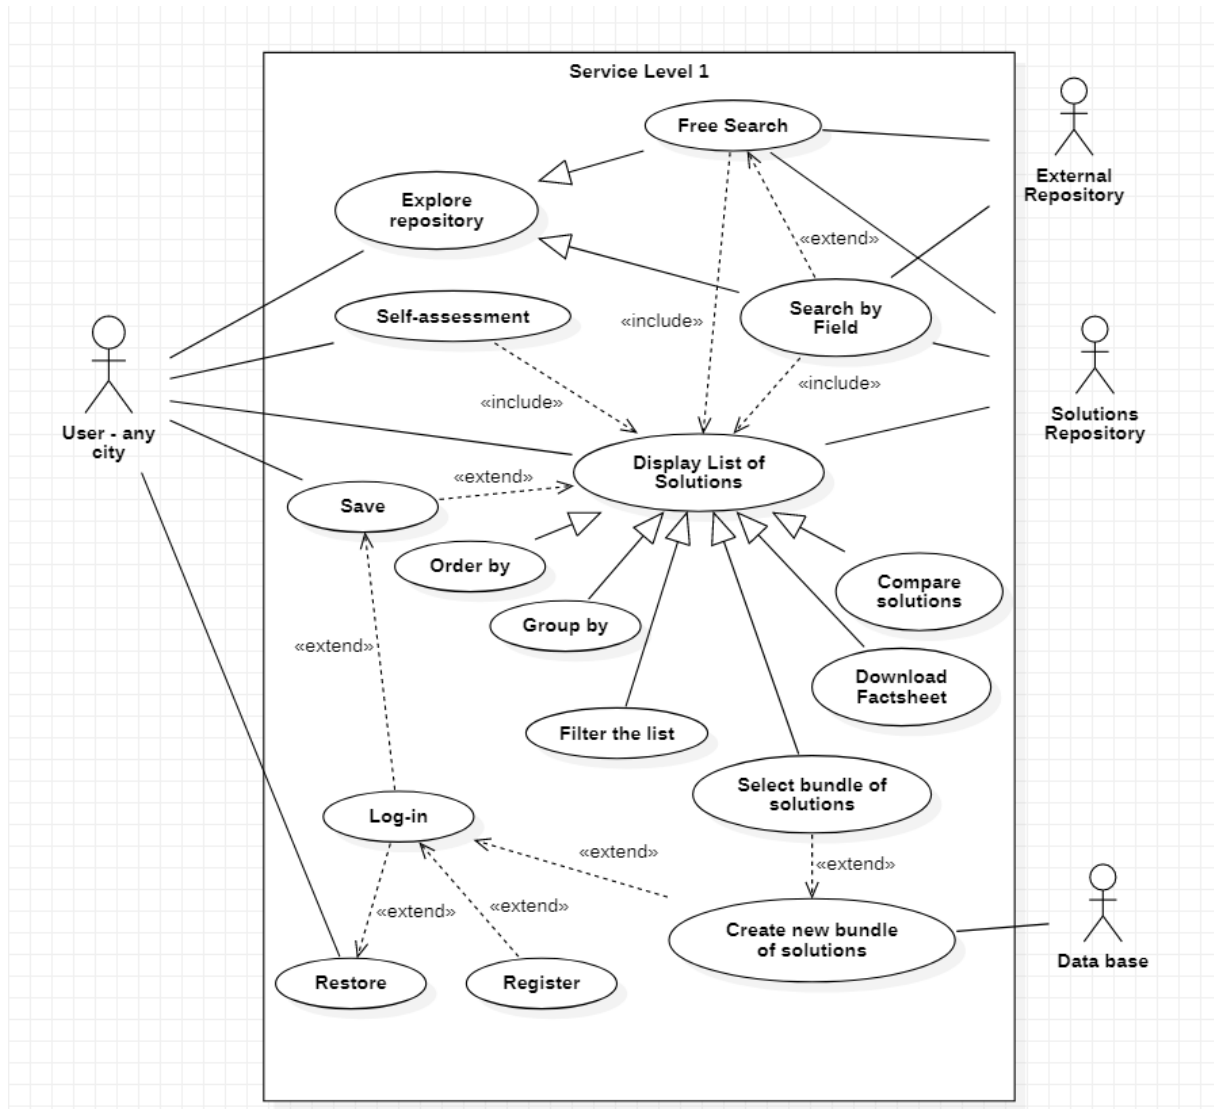 Service Level 1
Free Search
External
Repository
Explore
repository
«extend»
Search by
Field
Self-assessment
«include»
«include»
«include»
User - any
city
Solutions
Repository
Display List of
Solutions
«extend»
Save
Order by
Compare
solutions
Group by
«extend»
Download
Factsheet
Filter the list
Select bundle of
solutions
Log-in
«extend»
«extend»
«extend»
«extend»
Create new bundle
of solutions
Data base
Restore
Register